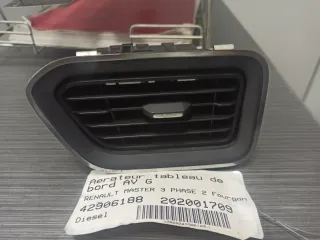 Aerateur tableau de
bord AV G
RENAULT MASTER 3 PHASE 2 Fourgon
42906188 202001709
Diesel